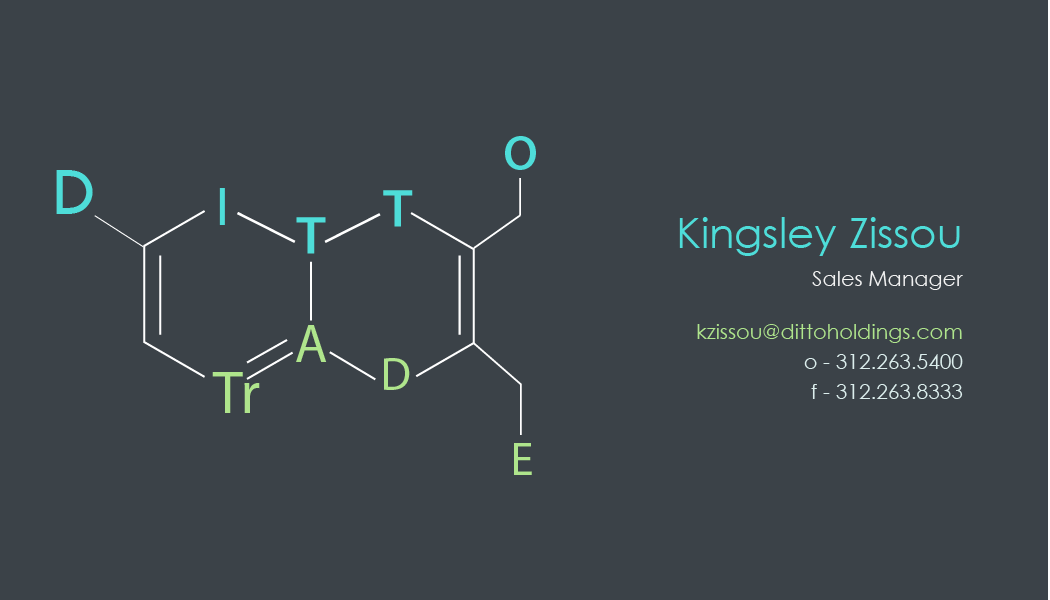 D I T T O
Tr A D E
Kingsley Zissou
Sales Manager
kzissou@dittoholdings.com
o - 312.263.5400
f - 312.263.8333